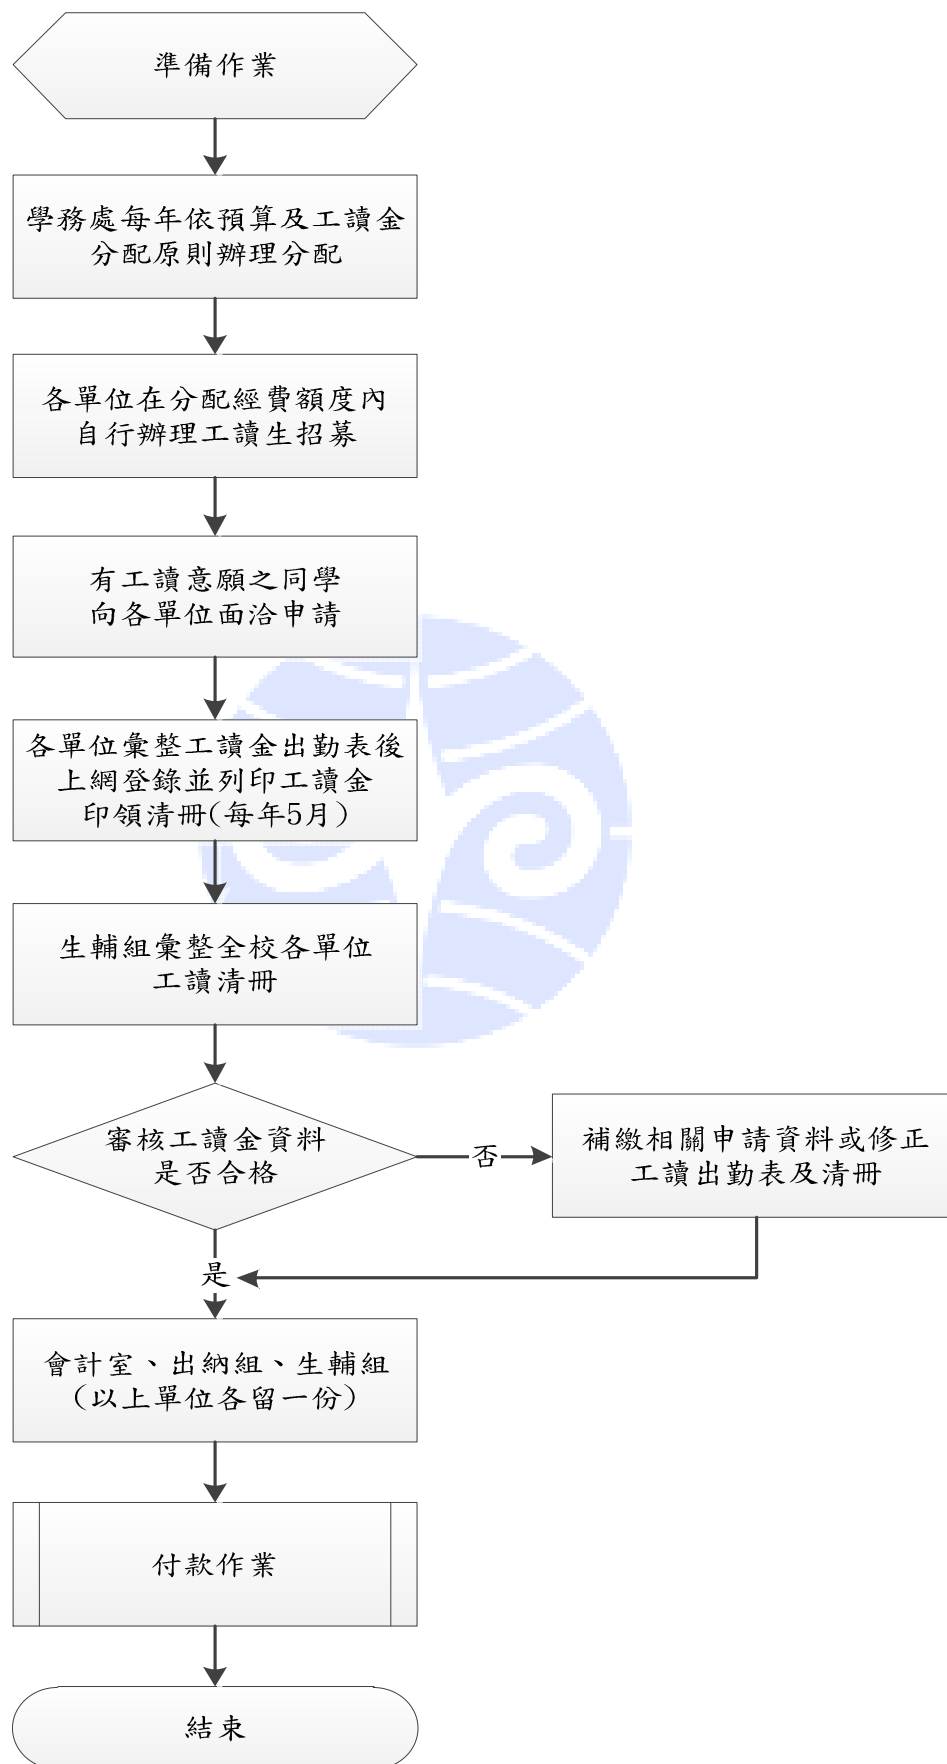 準備作業
學務處每年依預算及工讀金
分配原則辦理分配
各單位在分配經費額度內
自行辦理工讀生招募
有工讀意願之同學
向各單位面洽申請
各單位彙整工讀金出勤表後
上網登錄並列印工讀金
印領清冊(每年5月)
生輔組彙整全校各單位
工讀清冊
審核工讀金資料
是否合格
否
補繳相關申請資料或修正
工讀出勤表及清冊
是
會計室、出納組、生輔組
(以上單位各留一份)
付款作業
結束